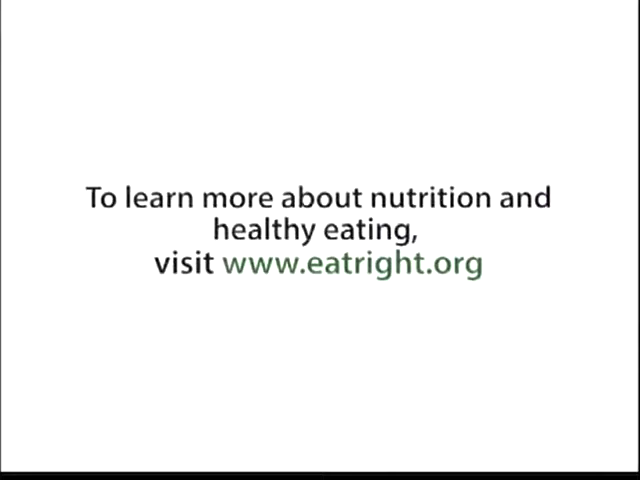 To learn more about nutrition and
healthy eating,
visit www.eatright.org